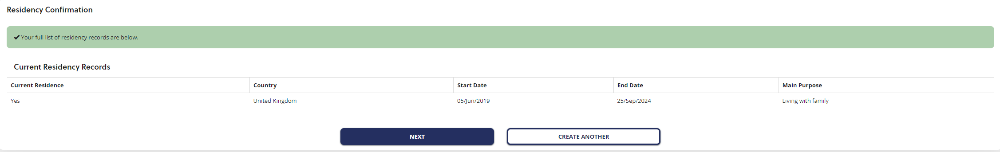 Residency Confirmation
✔ Your full list of residency records are below.
Current Residency Records
Current Residence Country Start Date End Date Main Purpose
Yes United Kingdom 05/Jun/2019 25/Sep/2024 Living with family
NEXT CREATE ANOTHER